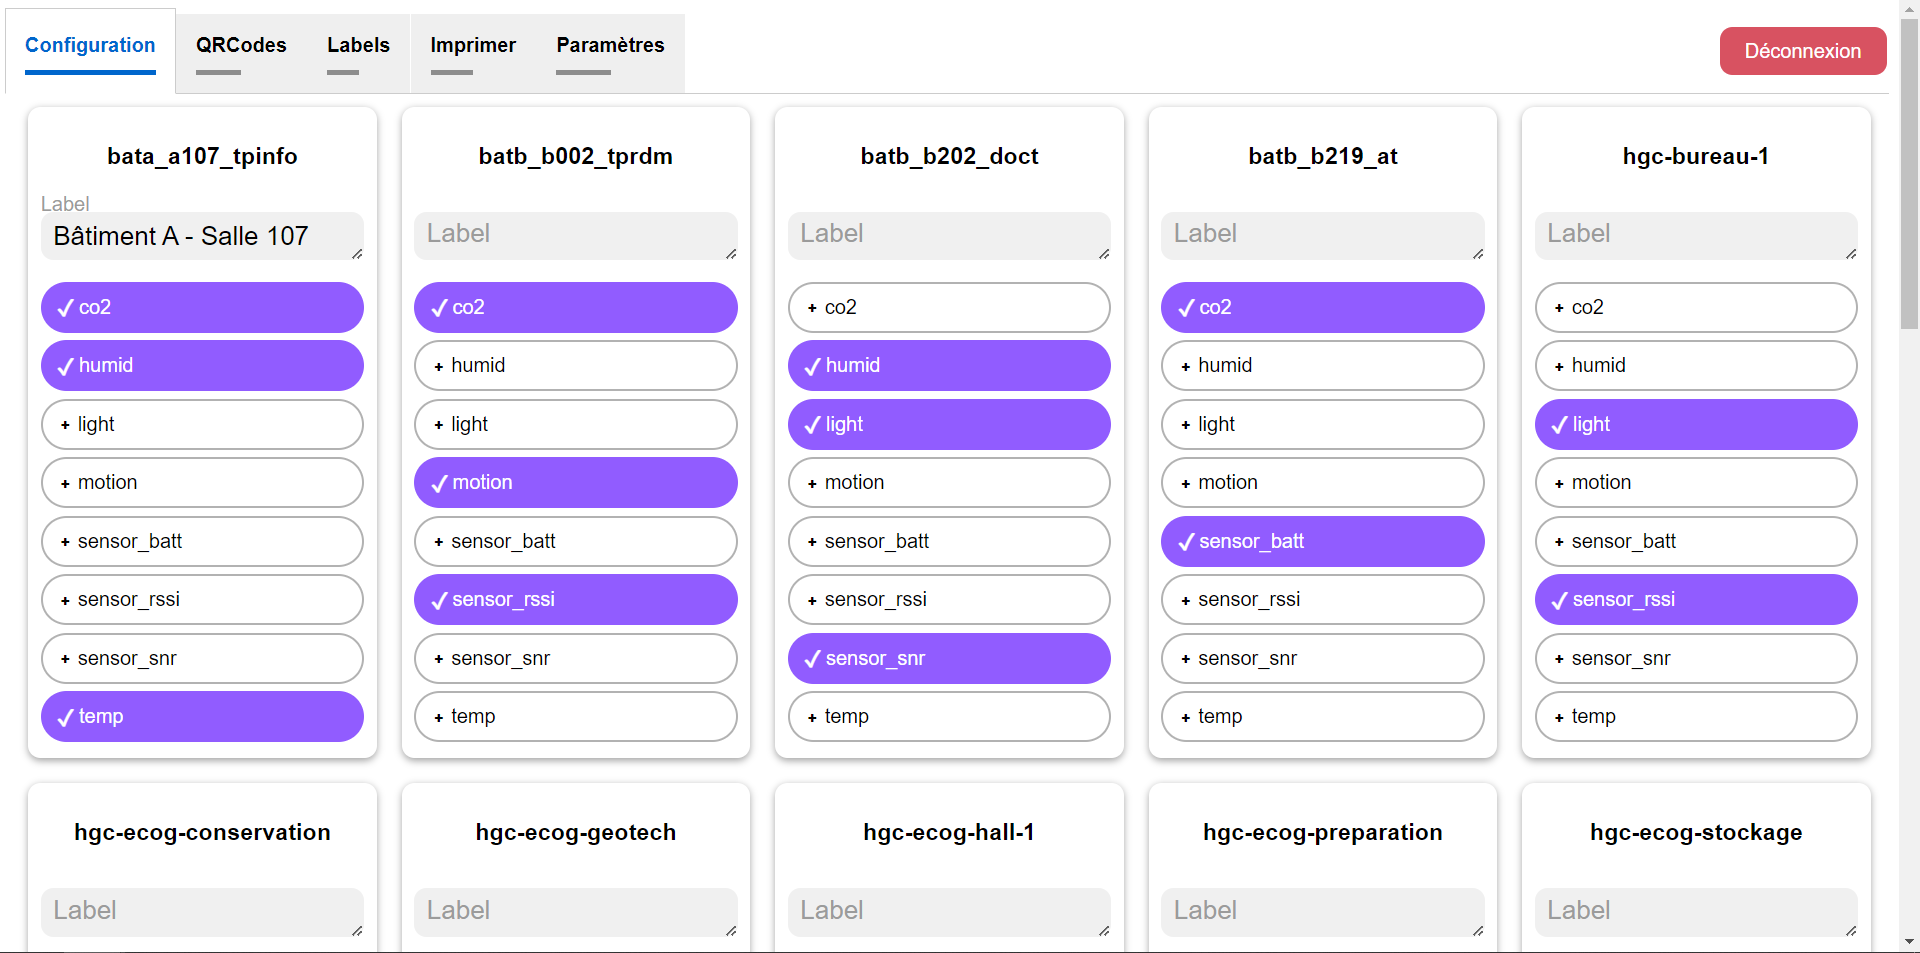 Configuration
QRCodes
Labels
Imprimer
Paramètres
Déconnexion
bata_a107_tpinfo
Label
Bâtiment A - Salle 107
co2
humid
light
motion
sensor_batt
sensor_rssi
sensor_snr
temp
batb_b002_tprdm
Label
co2
humid
light
motion
sensor_batt
sensor_rssi
sensor_snr
temp
batb_b202_doct
Label
co2
humid
light
motion
sensor_batt
sensor_rssi
sensor_snr
temp
batb_b219_at
Label
co2
humid
light
motion
sensor_batt
sensor_rssi
sensor_snr
temp
hgc-bureau-1
Label
co2
humid
light
motion
sensor_batt
sensor_rssi
sensor_snr
temp
hgc-ecog-conservation
Label
hgc-ecog-geotech
Label
hgc-ecog-hall-1
Label
hgc-ecog-preparation
Label
hgc-ecog-stockage
Label